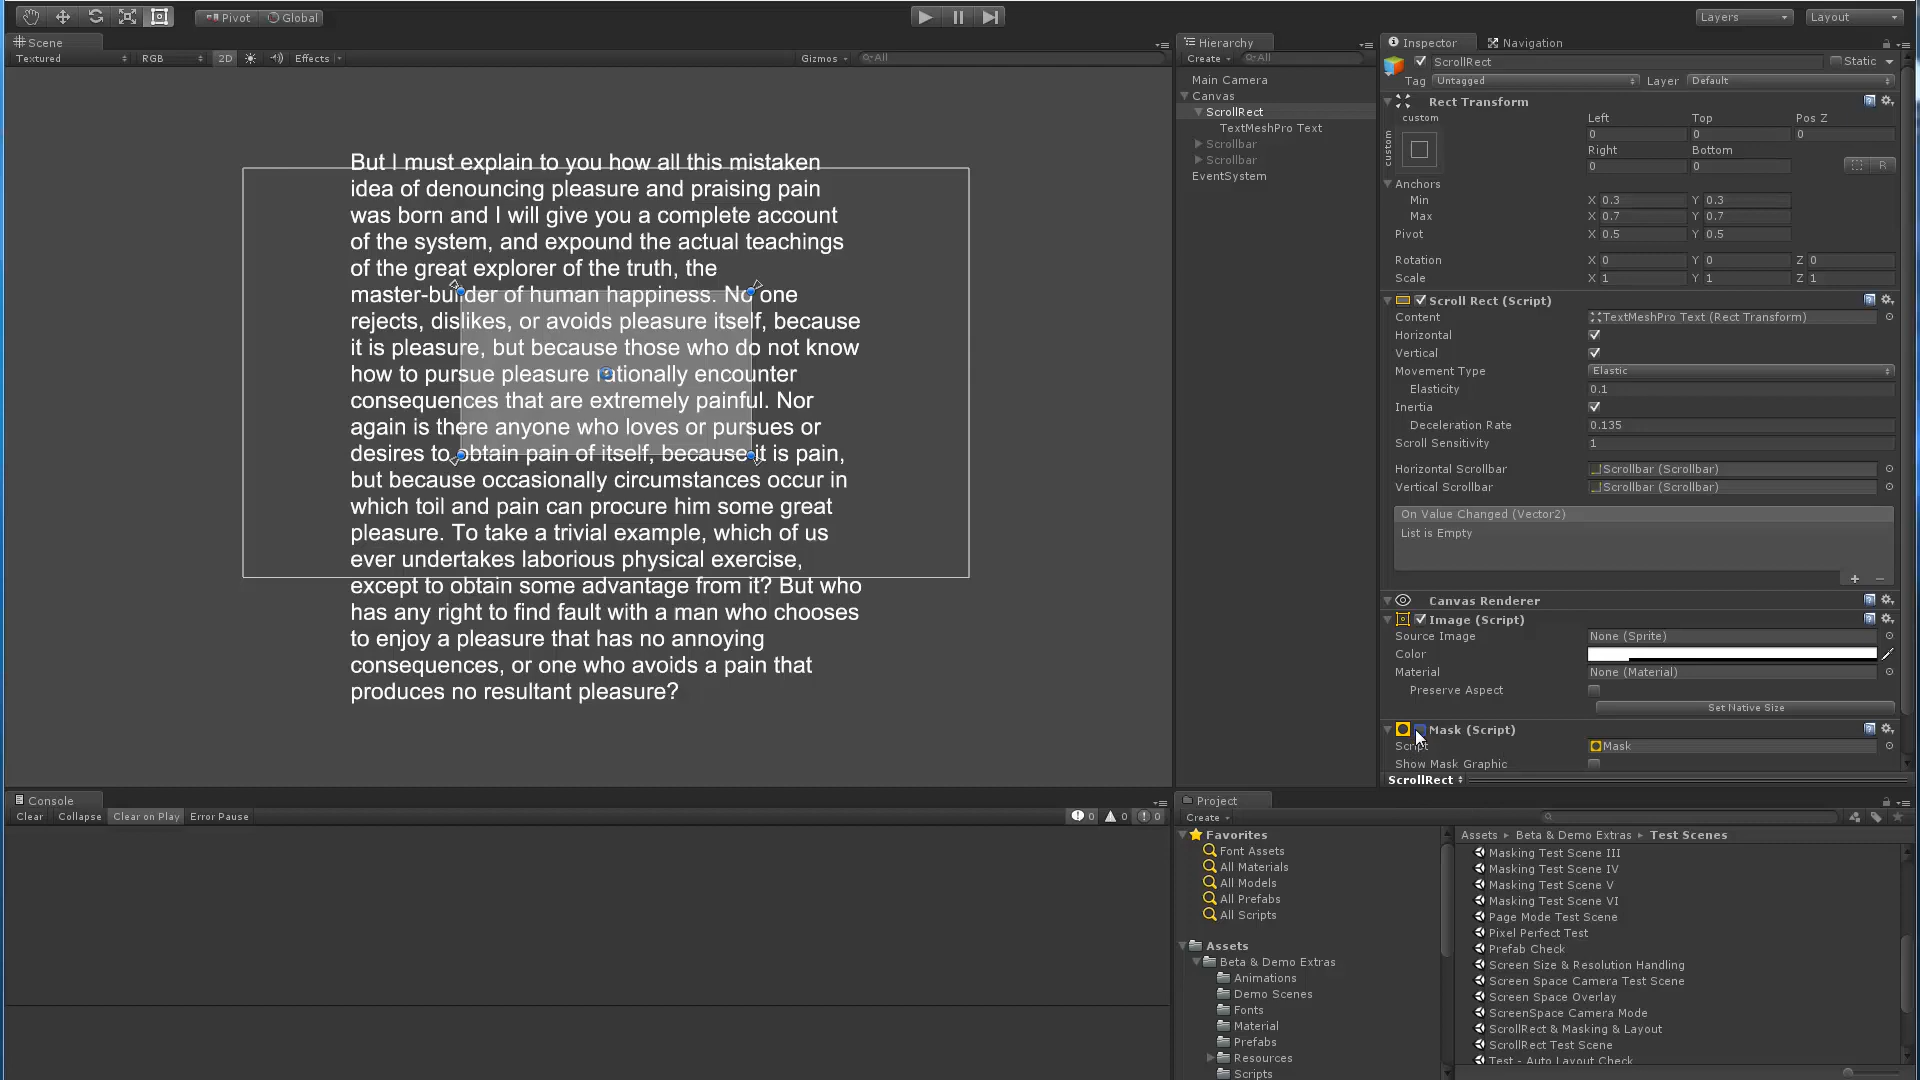 Pivot
Global
Layers
Layout
Scene
Textured
RGB
2D
Effects
Gizmos
All
But I must explain to you how all this mistaken
idea of denouncing pleasure and praising pain
was born and I will give you a complete account
of the system, and expound the actual teachings
of the great explorer of the truth, the
master-builder of human happiness. No one
rejects, dislikes, or avoids pleasure itself, because
it is pleasure, but because those who do not know
how to pursue pleasure rationally encounter
consequences that are extremely painful. Nor
again is there anyone who loves or pursues or
desires to obtain pain of itself, because it is pain,
but because occasionally circumstances occur in
which toil and pain can procure him some great
pleasure. To take a trivial example, which of us
ever undertakes laborious physical exercise,
except to obtain some advantage from it? But who
has any right to find fault with a man who chooses
to enjoy a pleasure that has no annoying
consequences, or one who avoids a pain that
produces no resultant pleasure?
Hierarchy
Create
All
Main Camera
Canvas
ScrollRect
TextMeshPro Text
Scrollbar
Scrollbar
EventSystem
Inspector
Navigation
ScrollRect
Static
Tag Untagged
Layer Default
Rect Transform
custom
custom
Left Top Pos Z
0 0 0
Right Bottom
0 0
R
Anchors
Min X 0.3 Y 0.3
Max X 0.7 Y 0.7
Pivot X 0.5 Y 0.5
Rotation X 0 Y 0 Z 0
Scale X 1 Y 1 Z 1
Scroll Rect (Script)
Content TextMeshPro Text (Rect Transform)
Horizontal
Vertical
Movement Type Elastic
Elasticity 0.1
Inertia
Deceleration Rate 0.135
Scroll Sensitivity 1
Horizontal Scrollbar Scrollbar (Scrollbar)
Vertical Scrollbar Scrollbar (Scrollbar)
On Value Changed (Vector2)
List is Empty
Canvas Renderer
Image (Script)
Source Image None (Sprite)
Color
Material None (Material)
Preserve Aspect
Set Native Size
Mask (Script)
Script Mask
Show Mask Graphic
ScrollRect
Console
Clear
Collapse
Clear on Play
Error Pause
0
0
0
Project
Create
Favorites
Font Assets
All Materials
All Models
All Prefabs
All Scripts
Assets
Beta & Demo Extras
Animations
Demo Scenes
Fonts
Material
Prefabs
Resources
Scripts
Assets Beta & Demo Extras Test Scenes
Masking Test Scene III
Masking Test Scene IV
Masking Test Scene V
Masking Test Scene VI
Page Mode Test Scene
Pixel Perfect Test
Prefab Check
Screen Size & Resolution Handling
Screen Space Camera Test Scene
Screen Space Overlay
ScreenSpace Camera Mode
ScrollRect & Masking & Layout
ScrollRect Test Scene
Test - Auto Layout Check